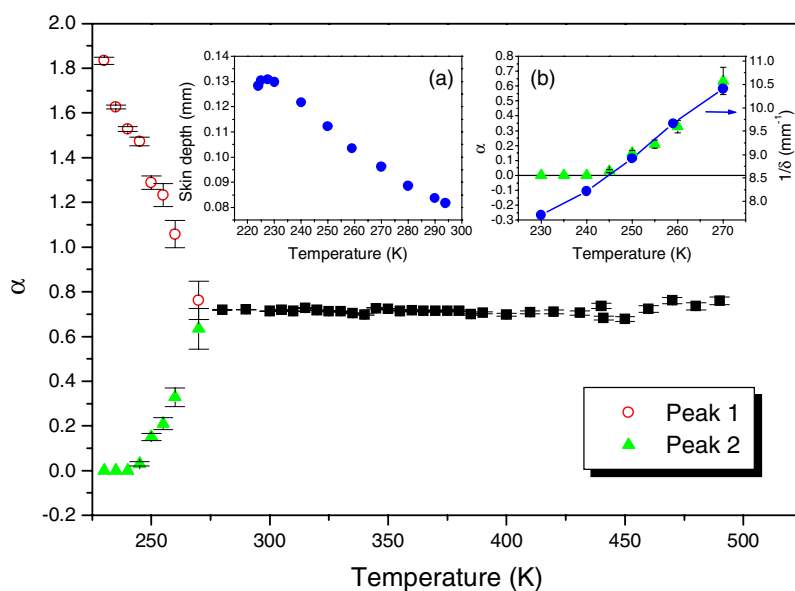 2.0
1.8
1.6
1.4
1.2
1.0
0.8
0.6
0.4
0.2
0.0
-0.2
α
250 300 350 400 450 500
Temperature (K)
0.14
0.13
0.12
0.11
0.10
0.09
0.08
Skin depth (mm)
(a)
220 230 240 250 260 270 280 290 300
Temperature (K)
0.8
0.7
0.6
0.5
0.4
0.3
0.2
0.1
0.0
-0.1
-0.2
-0.3
α
(b)
11.0
10.5
10.0
9.5
9.0
8.5
8.0
1/δ (mm⁻¹)
230 240 250 260 270
Temperature (K)
Peak 1
Peak 2